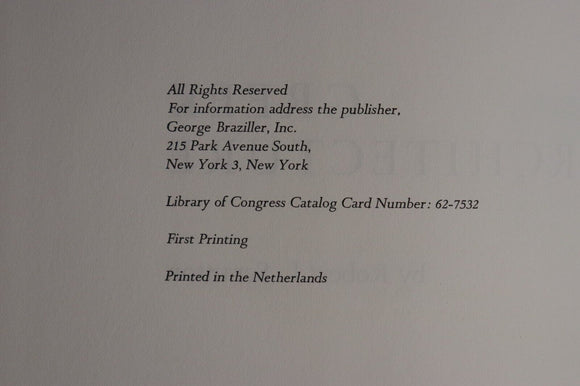 All Rights Reserved
For information address the publisher,
George Braziller, Inc.
215 Park Avenue South,
New York 3, New York
Library of Congress Catalog Card Number: 62-7532
First Printing
Printed in the Netherlands